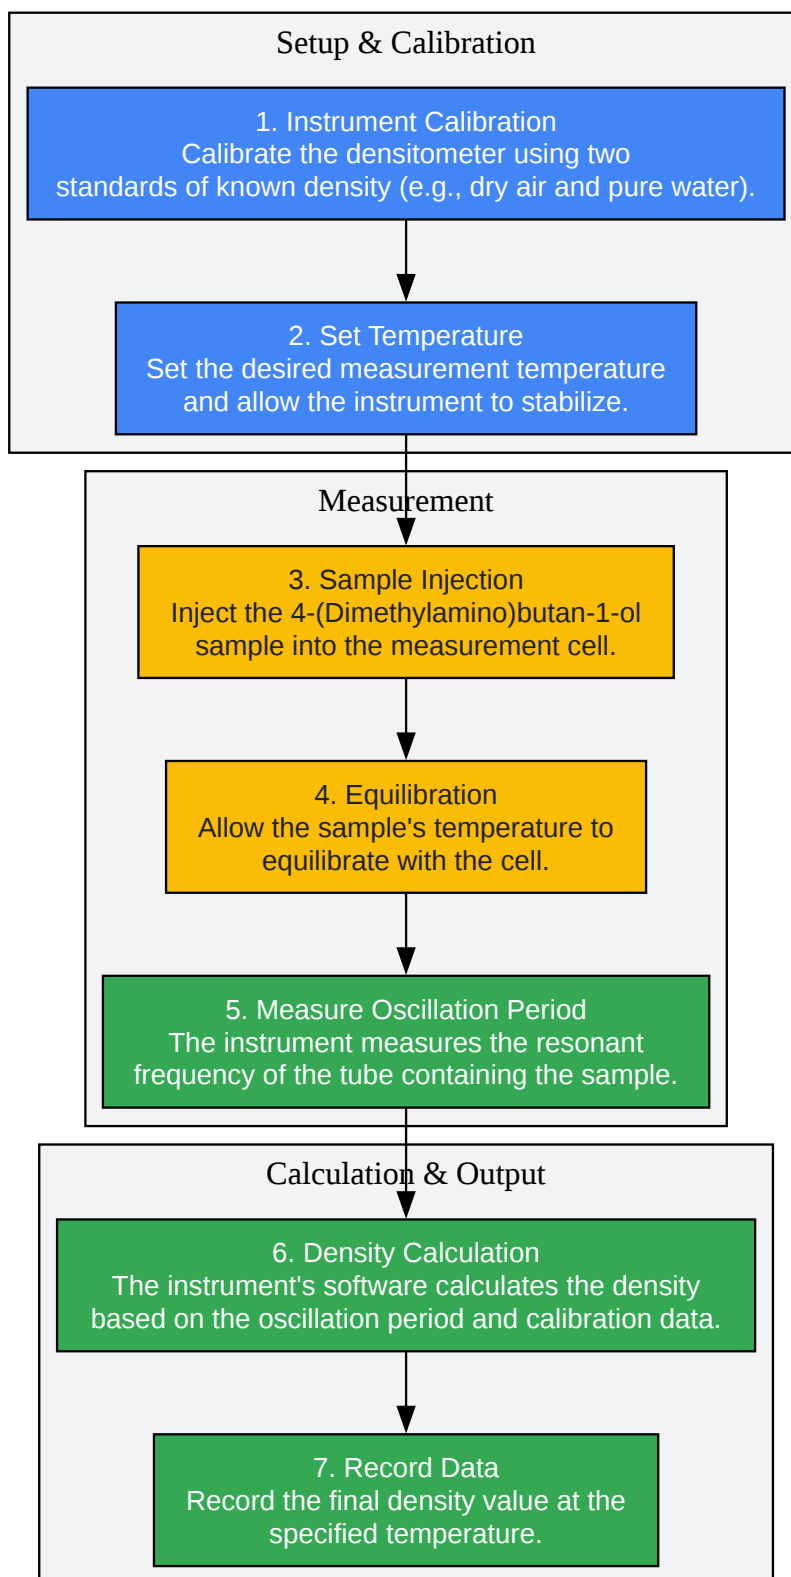 Setup & Calibration
1. Instrument Calibration
Calibrate the densitometer using two
standards of known density (e.g., dry air and pure water).
2. Set Temperature
Set the desired measurement temperature
and allow the instrument to stabilize.
Measurement
3. Sample Injection
Inject the 4-(Dimethylamino)butan-1-ol
sample into the measurement cell.
4. Equilibration
Allow the sample's temperature to
equilibrate with the cell.
5. Measure Oscillation Period
The instrument measures the resonant
frequency of the tube containing the sample.
Calculation & Output
6. Density Calculation
The instrument's software calculates the density
based on the oscillation period and calibration data.
7. Record Data
Record the final density value at the
specified temperature.